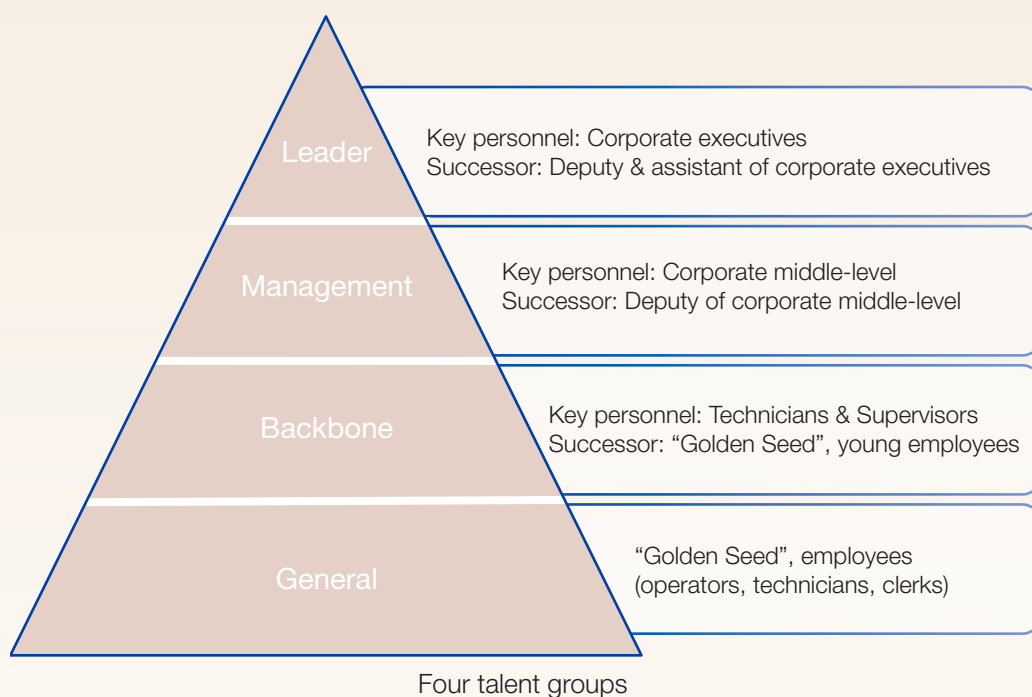 Leader
Key personnel: Corporate executives
Successor: Deputy & assistant of corporate executives
Management
Key personnel: Corporate middle-level
Successor: Deputy of corporate middle-level
Backbone
Key personnel: Technicians & Supervisors
Successor: “Golden Seed”, young employees
General
“Golden Seed”, employees
(operators, technicians, clerks)
Four talent groups